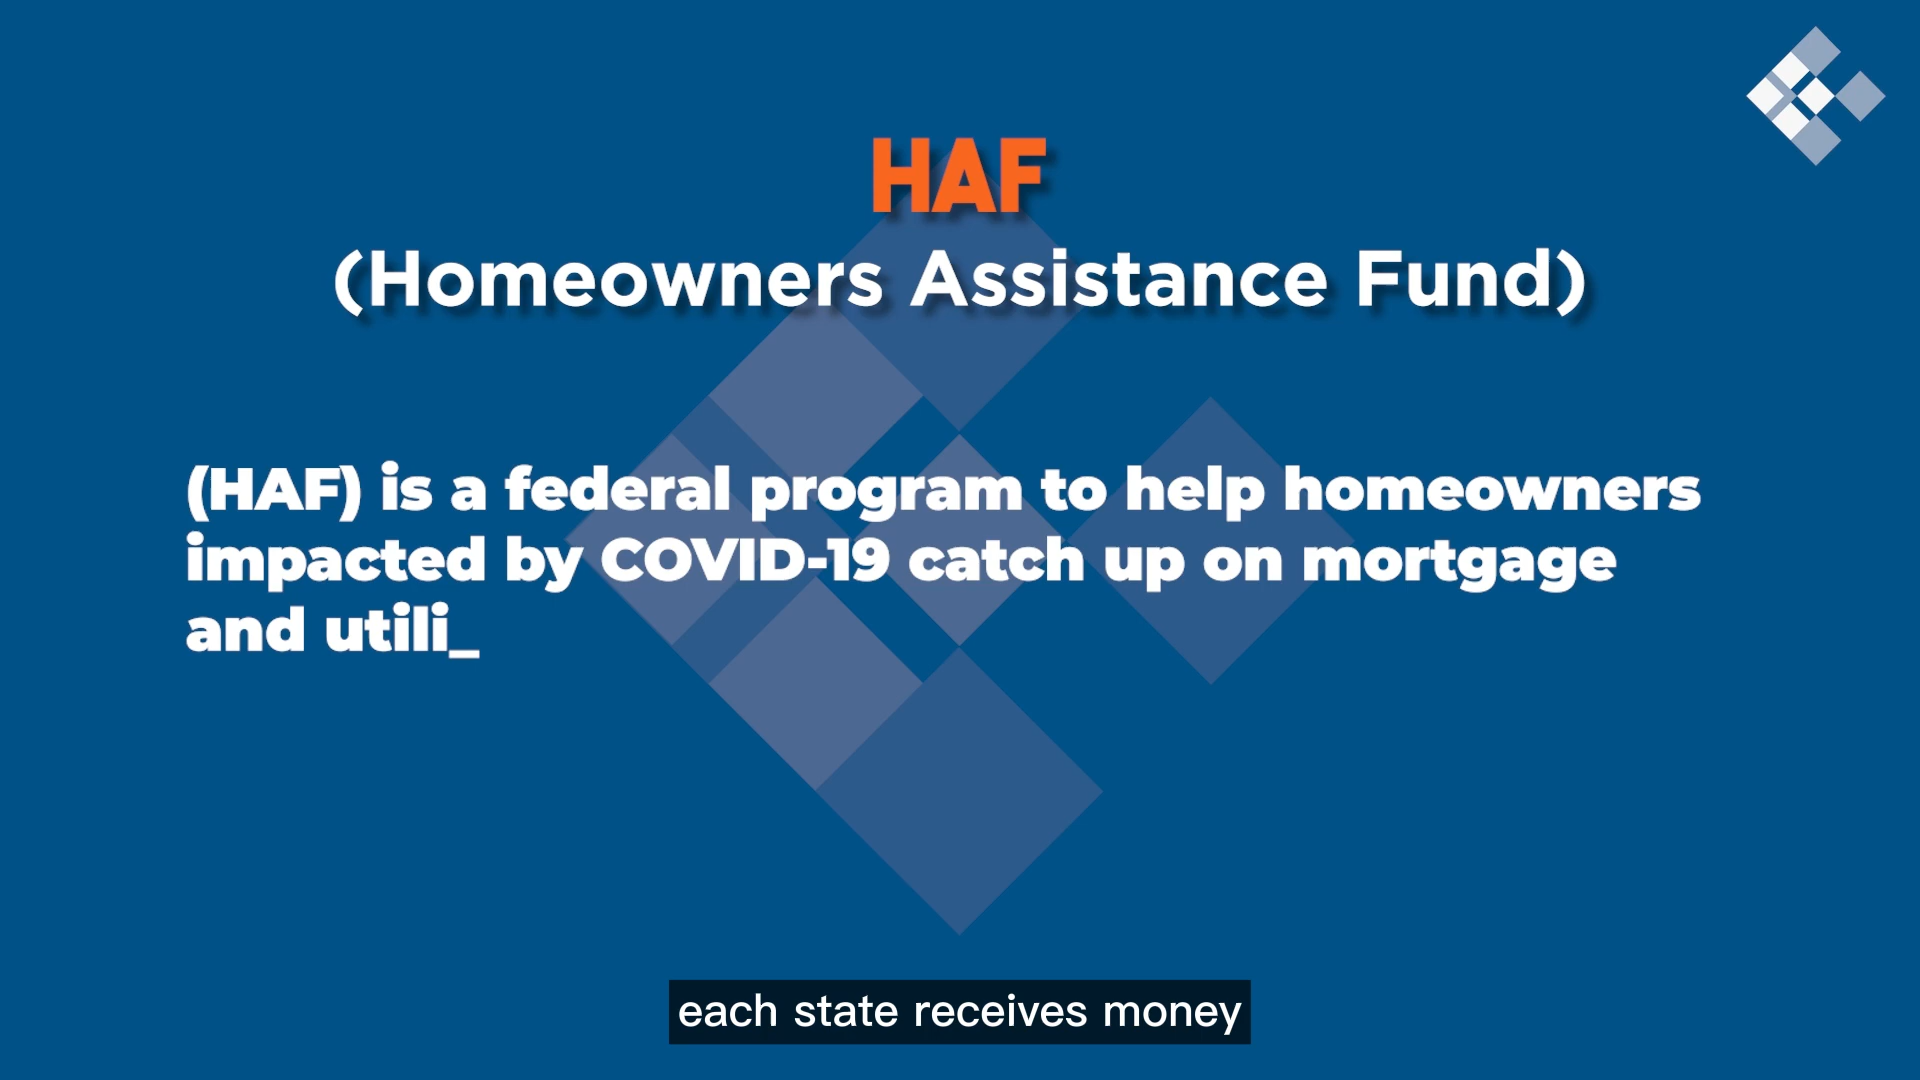 HAF
(Homeowners Assistance Fund)
(HAF) is a federal program to help homeowners
impacted by COVID-19 catch up on mortgage
and utili_
each state receives money